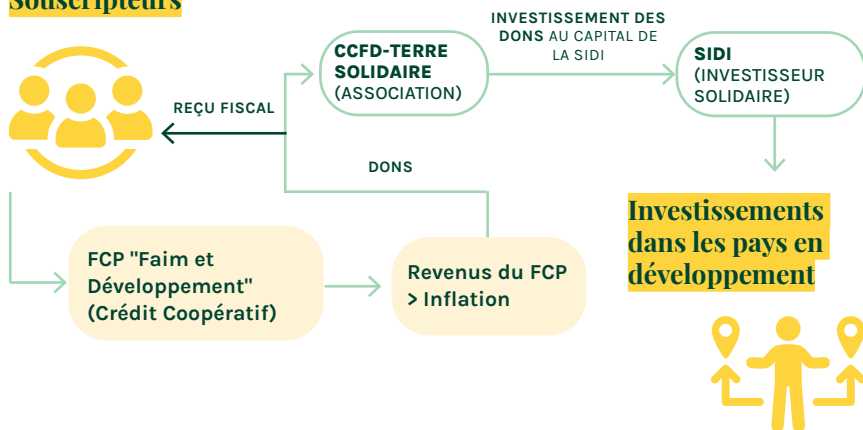 Souscripteurs
INVESTISSEMENT DES
DONS AU CAPITAL DE
LA SIDI
CCFD-TERRE
SOLIDAIRE
(ASSOCIATION)
SIDI
(INVESTISSEUR
SOLIDAIRE)
REÇU FISCAL
DONS
Investissements
dans les pays en
développement
FCP "Faim et
Développement"
(Crédit Coopératif)
Revenus du FCP
> Inflation